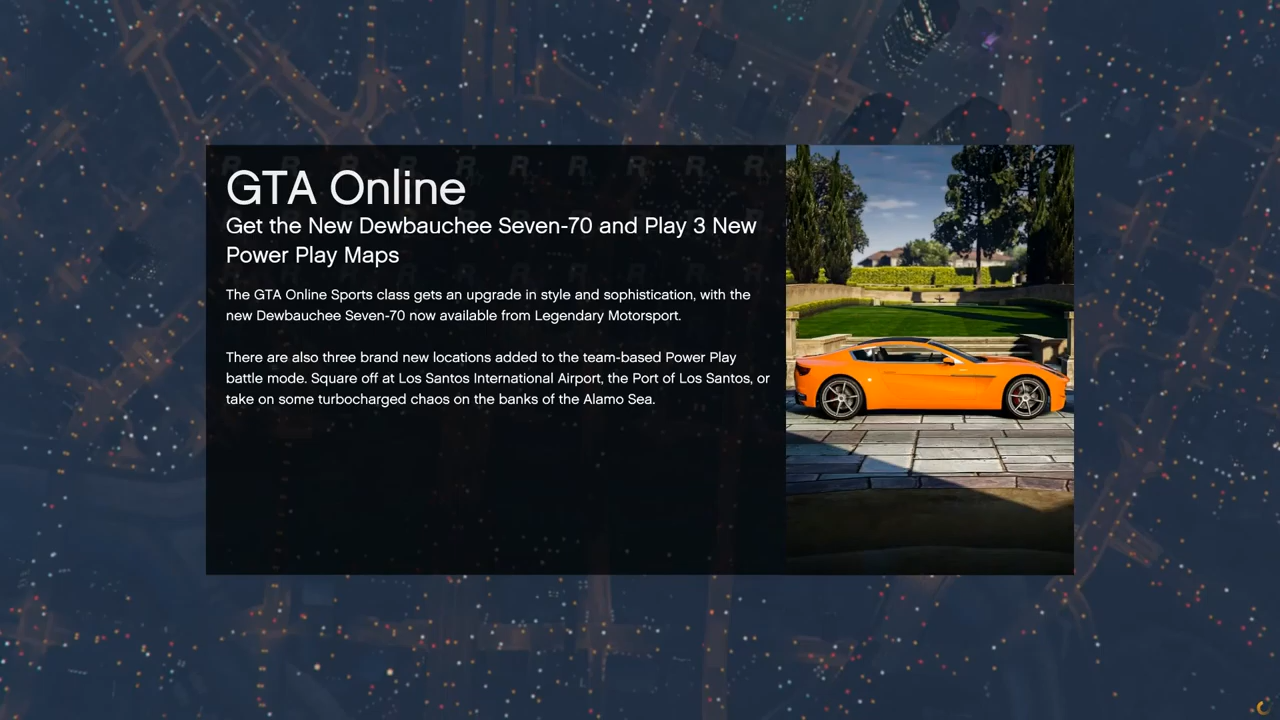 GTA Online
Get the New Dewbauchee Seven-70 and Play 3 New
Power Play Maps
The GTA Online Sports class gets an upgrade in style and sophistication, with the
new Dewbauchee Seven-70 now available from Legendary Motorsport.
There are also three brand new locations added to the team-based Power Play
battle mode. Square off at Los Santos International Airport, the Port of Los Santos, or
take on some turbocharged chaos on the banks of the Alamo Sea.